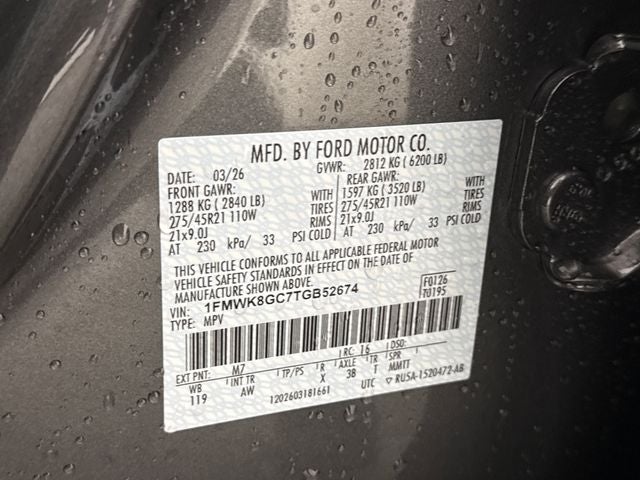 MFD. BY FORD MOTOR CO.
DATE: 03/26 GVWR: 2812 KG ( 6200 LB)
FRONT GAWR: REAR GAWR:
1288 KG ( 2840 LB) WITH 1597 KG ( 3520 LB) WITH
275/45R21 110W TIRES 275/45R21 110W TIRES
21x9.0J RIMS 21x9.0J RIMS
AT 230 kPa/ 33 PSI COLD AT 230 kPa/ 33 PSI COLD
THIS VEHICLE CONFORMS TO ALL APPLICABLE FEDERAL MOTOR
VEHICLE SAFETY STANDARDS IN EFFECT ON THE DATE OF
MANUFACTURE SHOWN ABOVE.
VIN: 1FMWK8GC7TGB52674 F0126
TYPE: MPV T0195
EXT PNT: M7 RC: 16 DSO:
WB INT TR TP/PS R AXLE TR SPR
119 AW X 3B T MMTT
1202603181661 UTC ▽ RU5A-1520472-AB